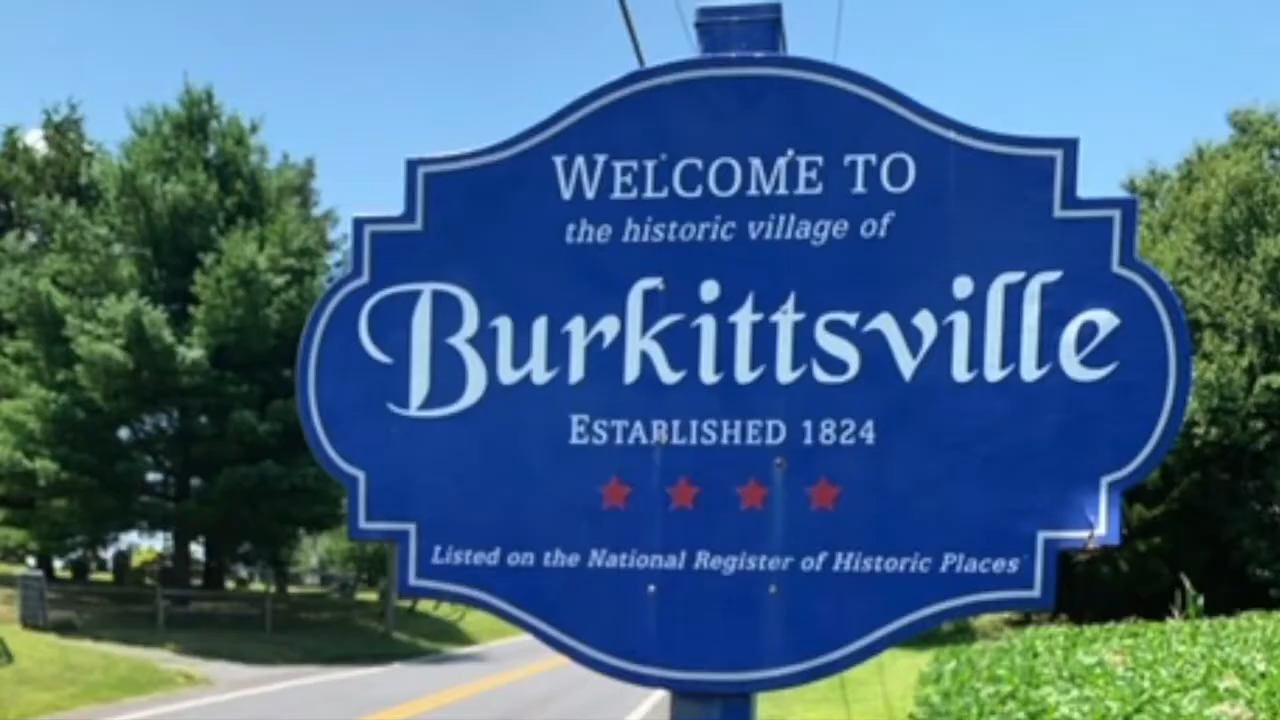 WELCOME TO
the historic village of
Burkittsville
ESTABLISHED 1824
Listed on the National Register of Historic Places